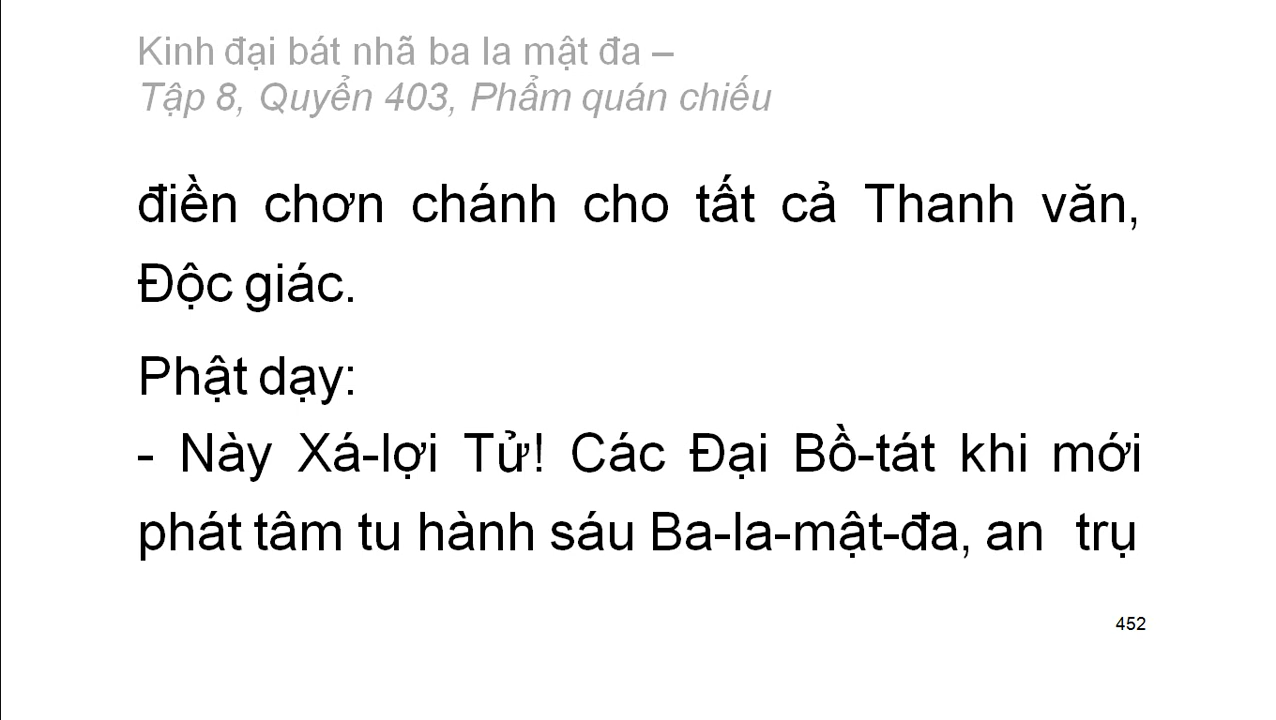 Kinh đại bát nhã ba la mật đa –
Tập 8, Quyển 403, Phẩm quán chiếu
điền chơn chánh cho tất cả Thanh văn,
Độc giác.
Phật dạy:
- Này Xá-lợi Tử! Các Đại Bồ-tát khi mới
phát tâm tu hành sáu Ba-la-mật-đa, an trụ
452